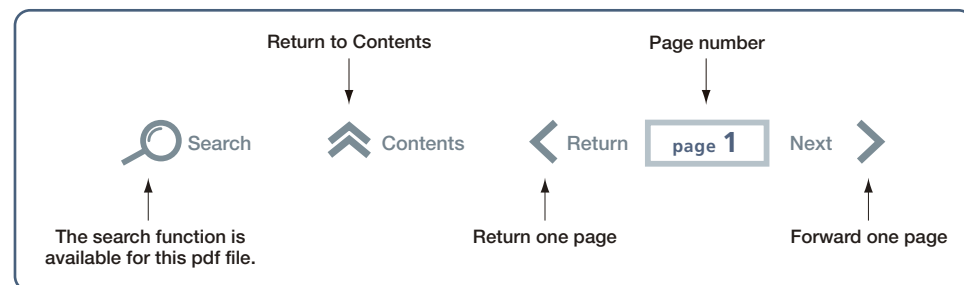 Return to Contents
Page number
Search
Contents
Return
page 1
Next
The search function is
available for this pdf file.
Return one page
Forward one page